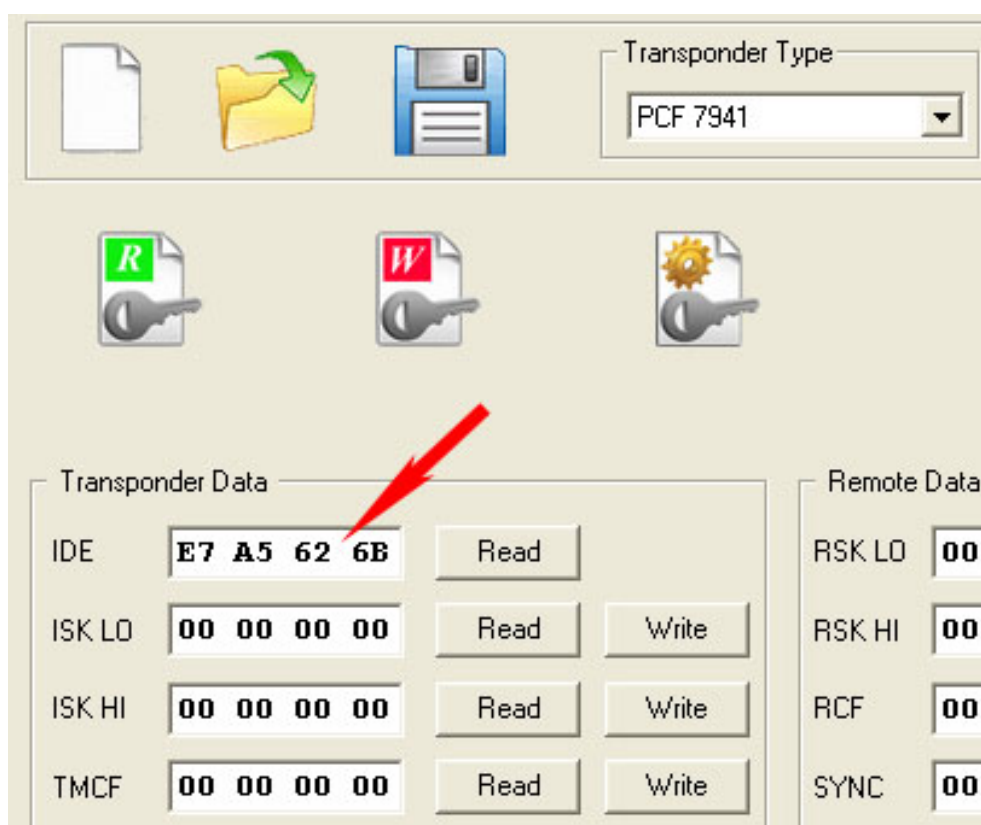 Transponder Type
PCF 7941
R W
Transponder Data Remote Data
IDE E7 A5 62 6B Read RSK LO 00
ISK LO 00 00 00 00 Read Write RSK HI 00
ISK HI 00 00 00 00 Read Write RCF 00
TMCF 00 00 00 00 Read Write SYNC 00